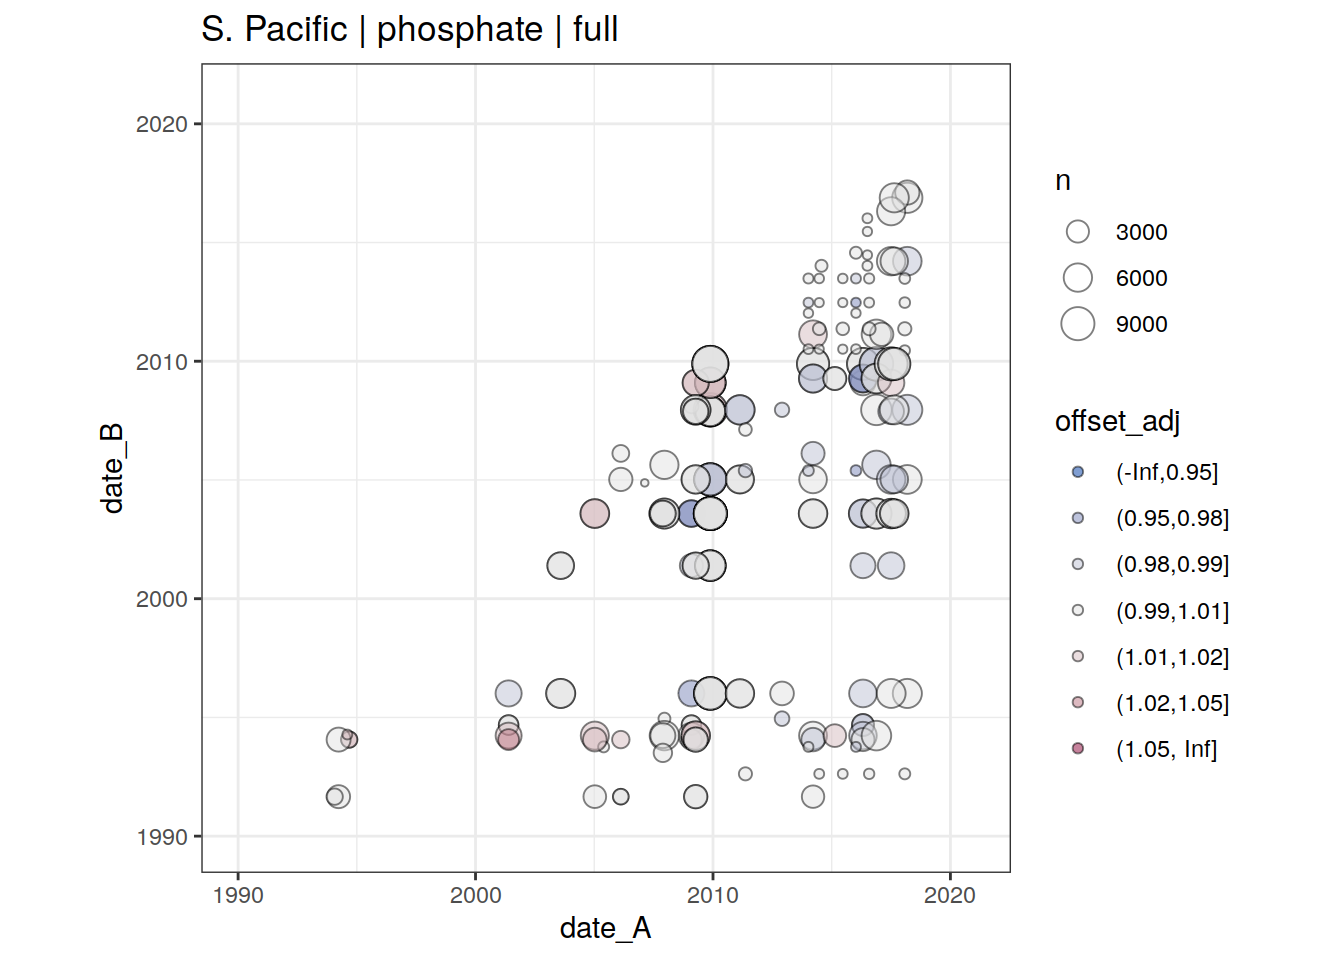 S. Pacific | phosphate | full
2020
2010
2000
1990
date_B
1990
2000
2010
2020
date_A
n
3000
6000
9000
offset_adj
(-Inf,0.95]
(0.95,0.98]
(0.98,0.99]
(0.99,1.01]
(1.01,1.02]
(1.02,1.05]
(1.05, Inf]